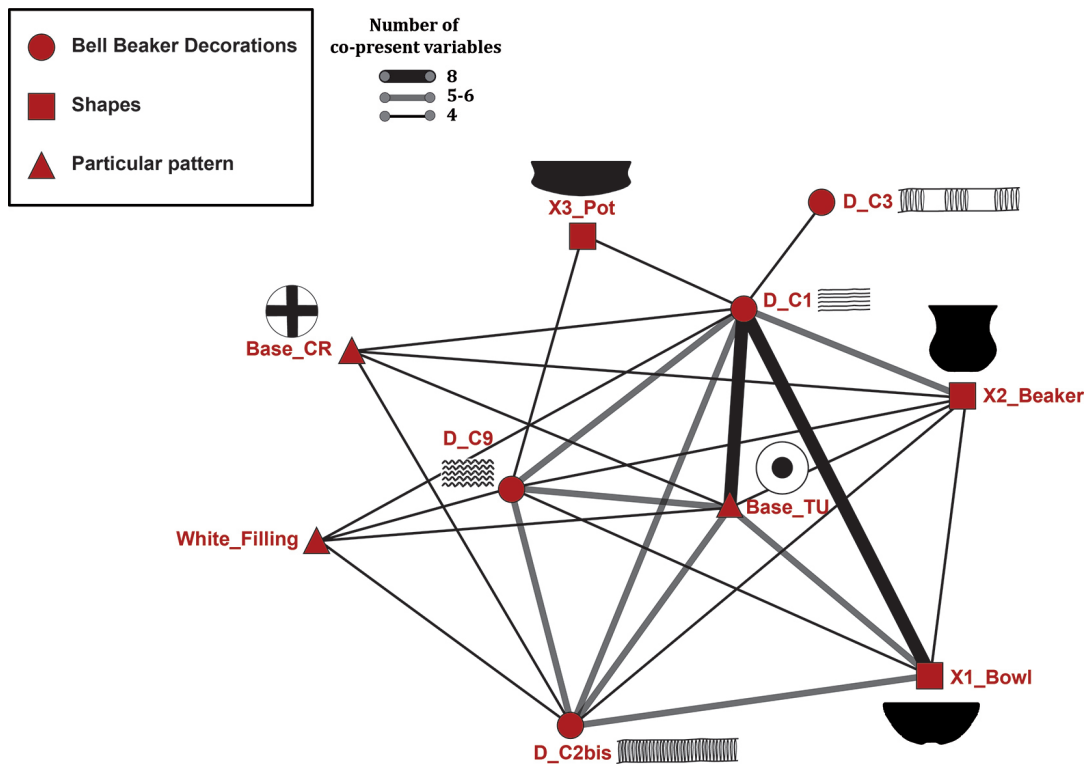 Bell Beaker Decorations
Shapes
Particular pattern
Number of
co-present variables
8
5-6
4
X3_Pot
D_C3
D_C1
Base_CR
X2_Beaker
D_C9
Base_TU
White_Filling
X1_Bowl
D_C2bis